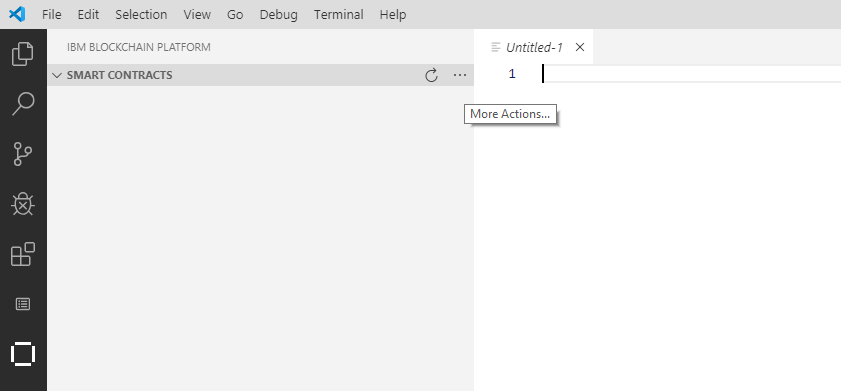 File Edit Selection View Go Debug Terminal Help
IBM BLOCKCHAIN PLATFORM
SMART CONTRACTS
Untitled-1
1
More Actions...